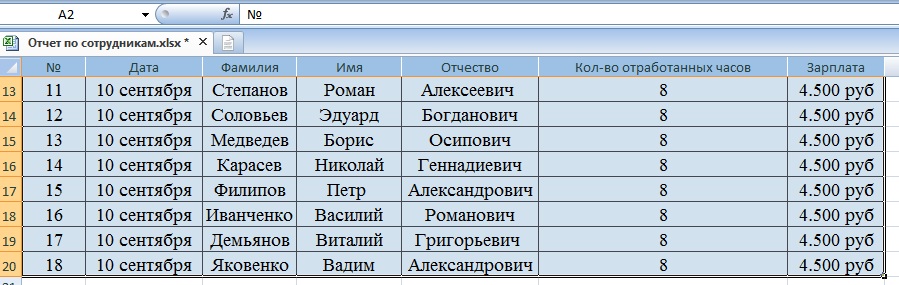 A2 fx №
Отчет по сотрудникам.xlsx *
№ Дата Фамилия Имя Отчество Кол-во отработанных часов Зарплата
13 11 10 сентября Степанов Роман Алексеевич 8 4.500 руб
14 12 10 сентября Соловьев Эдуард Богданович 8 4.500 руб
15 13 10 сентября Медведев Борис Осипович 8 4.500 руб
16 14 10 сентября Карасев Николай Геннадиевич 8 4.500 руб
17 15 10 сентября Филипов Петр Александрович 8 4.500 руб
18 16 10 сентября Иванченко Василий Романович 8 4.500 руб
19 17 10 сентября Демьянов Виталий Григорьевич 8 4.500 руб
20 18 10 сентября Яковенко Вадим Александрович 8 4.500 руб